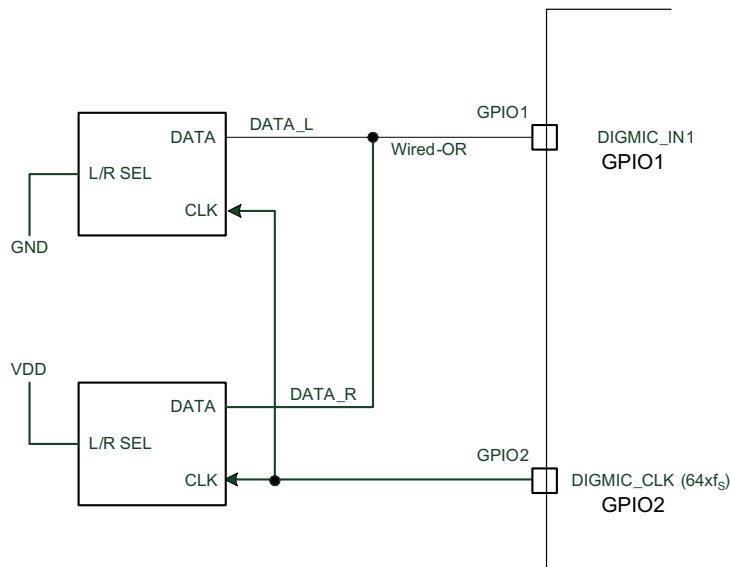 GPIO1
DATA
DATA_L
Wired-OR
DIGMIC_IN1
GPIO1
L/R SEL
CLK
GND
VDD
DATA
DATA_R
L/R SEL
GPIO2
CLK
DIGMIC_CLK (64xfS)
GPIO2